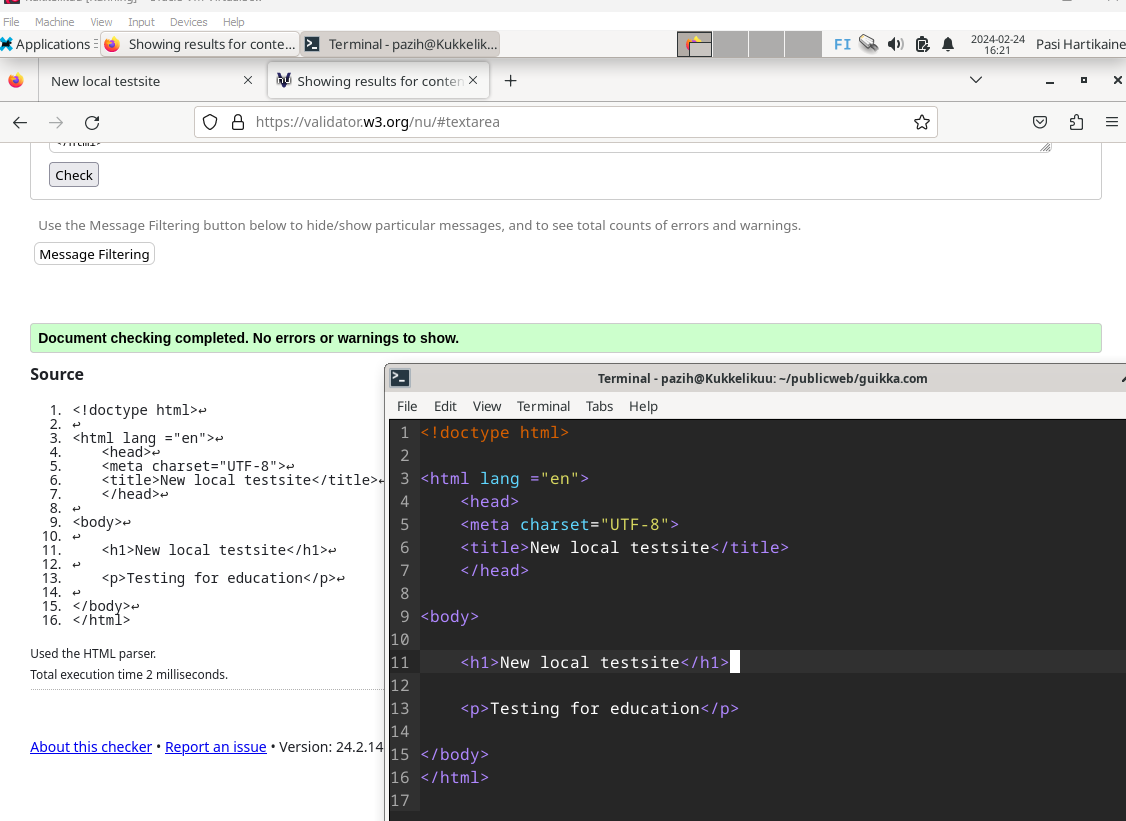 File Machine View Input Devices Help
Applications Showing results for conte... Terminal - pazih@Kukkelik... FI 2024-02-24 16:21 Pasi Hartikaine
New local testsite Showing results for conten
https://validator.w3.org/nu/#textarea
</html>
Check
Use the Message Filtering button below to hide/show particular messages, and to see total counts of errors and warnings.
Message Filtering
Document checking completed. No errors or warnings to show.
Source
1. <!doctype html>↩
2. ↩
3. <html lang ="en">↩
4. <head>↩
5. <meta charset="UTF-8">↩
6. <title>New local testsite</title>↩
7. </head>↩
8. ↩
9. <body>↩
10. ↩
11. <h1>New local testsite</h1>↩
12. ↩
13. <p>Testing for education</p>↩
14. ↩
15. </body>↩
16. </html>
Used the HTML parser.
Total execution time 2 milliseconds.
About this checker • Report an issue • Version: 24.2.14
Terminal - pazih@Kukkelikuu: ~/publicweb/guikka.com
File Edit View Terminal Tabs Help
1 <!doctype html>
2
3 <html lang ="en">
4 <head>
5 <meta charset="UTF-8">
6 <title>New local testsite</title>
7 </head>
8
9 <body>
10
11 <h1>New local testsite</h1>
12
13 <p>Testing for education</p>
14
15 </body>
16 </html>
17